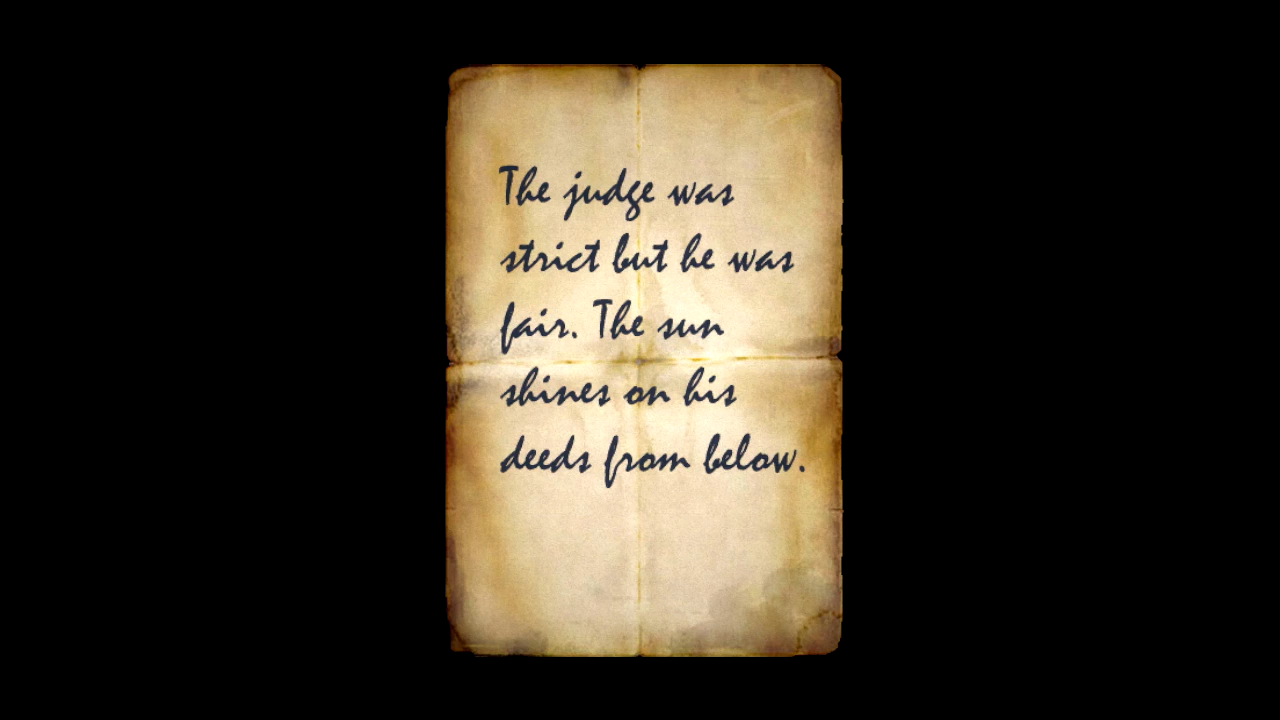 The judge was
strict but he was
fair. The sun
shines on his
deeds from below.